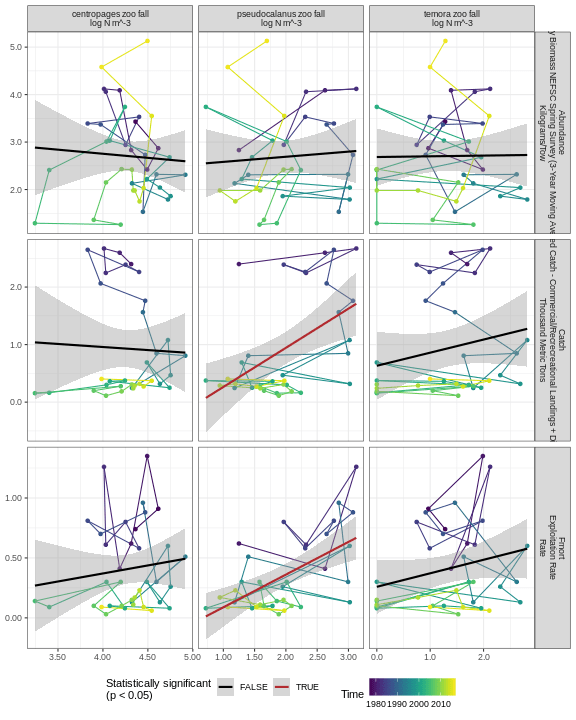 centropages zoo fall
log N m^-3
pseudocalanus zoo fall
log N m^-3
temora zoo fall
log N m^-3
5.0
4.0
3.0
2.0
Abundance
y Biomass NEFSC Spring Survey (3-Year Moving Ave
Kilograms/tow
2.0
1.0
0.0
Catch
ed Catch - Commercial/Recreational Landings + D
Thousand Metric Tons
1.00
0.50
0.00
Fmort
Exploitation Rate
Rate
3.50 4.00 4.50 5.00
1.00 1.50 2.00 2.50 3.00
0.0 1.0 2.0
Statistically significant
(p < 0.05)
FALSE
TRUE
Time
1980 1990 2000 2010